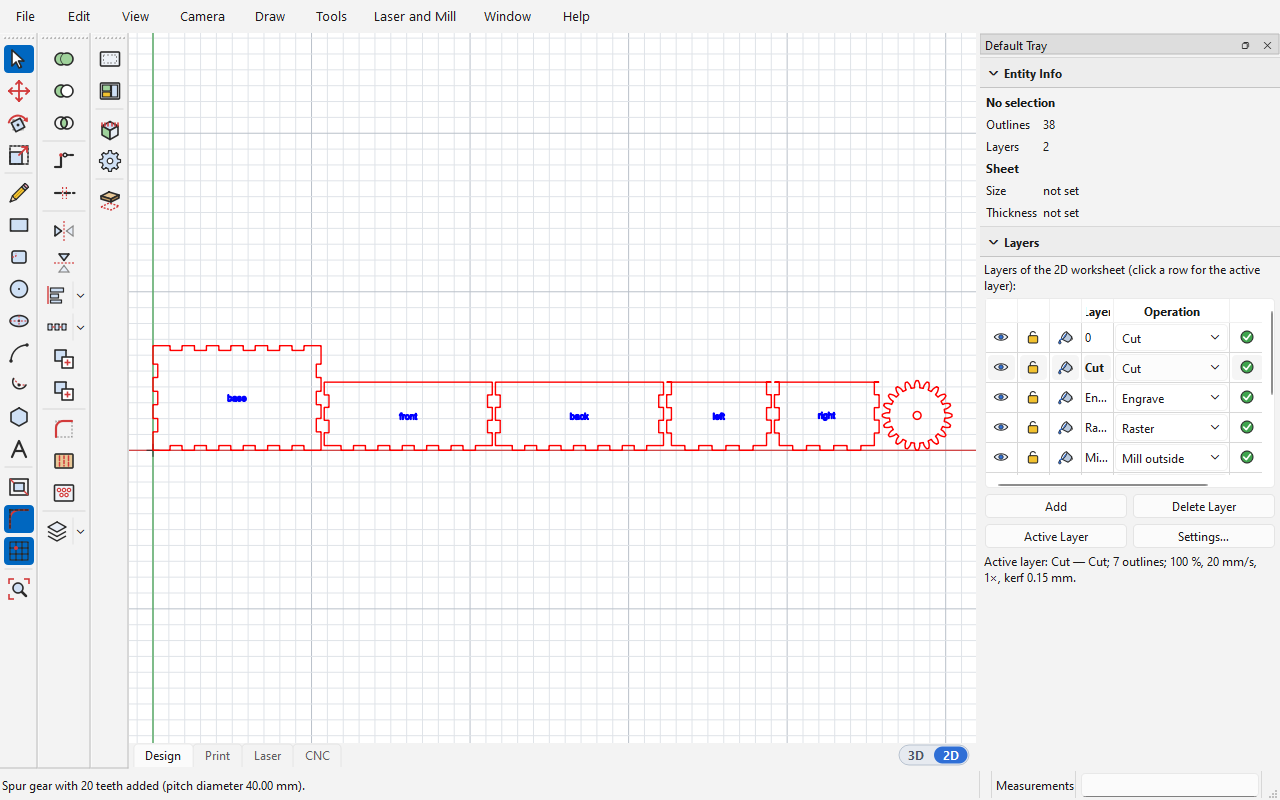 File Edit View Camera Draw Tools Laser and Mill Window Help
Default Tray
Entity Info
No selection
Outlines 38
Layers 2
Sheet
Size not set
Thickness not set
Layers
Layers of the 2D worksheet (click a row for the active
layer):
.ayer Operation
0 Cut
Cut Cut
En... Engrave
Ra... Raster
Mi... Mill outside
Add Delete Layer
Active Layer Settings...
Active layer: Cut — Cut; 7 outlines; 100 %, 20 mm/s,
1×, kerf 0.15 mm.
base
front
back
left
right
Design Print Laser CNC
3D 2D
Spur gear with 20 teeth added (pitch diameter 40.00 mm).
Measurements